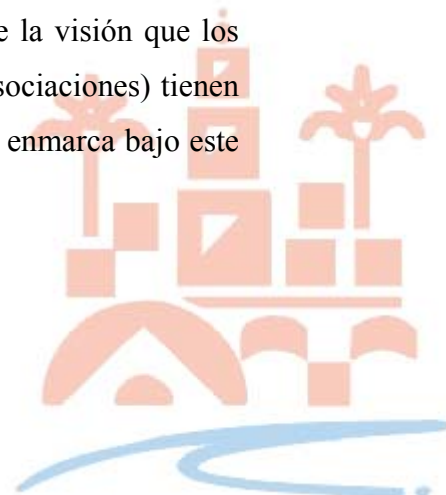 e la visión que los
sociaciones) tienen
enmarca bajo este